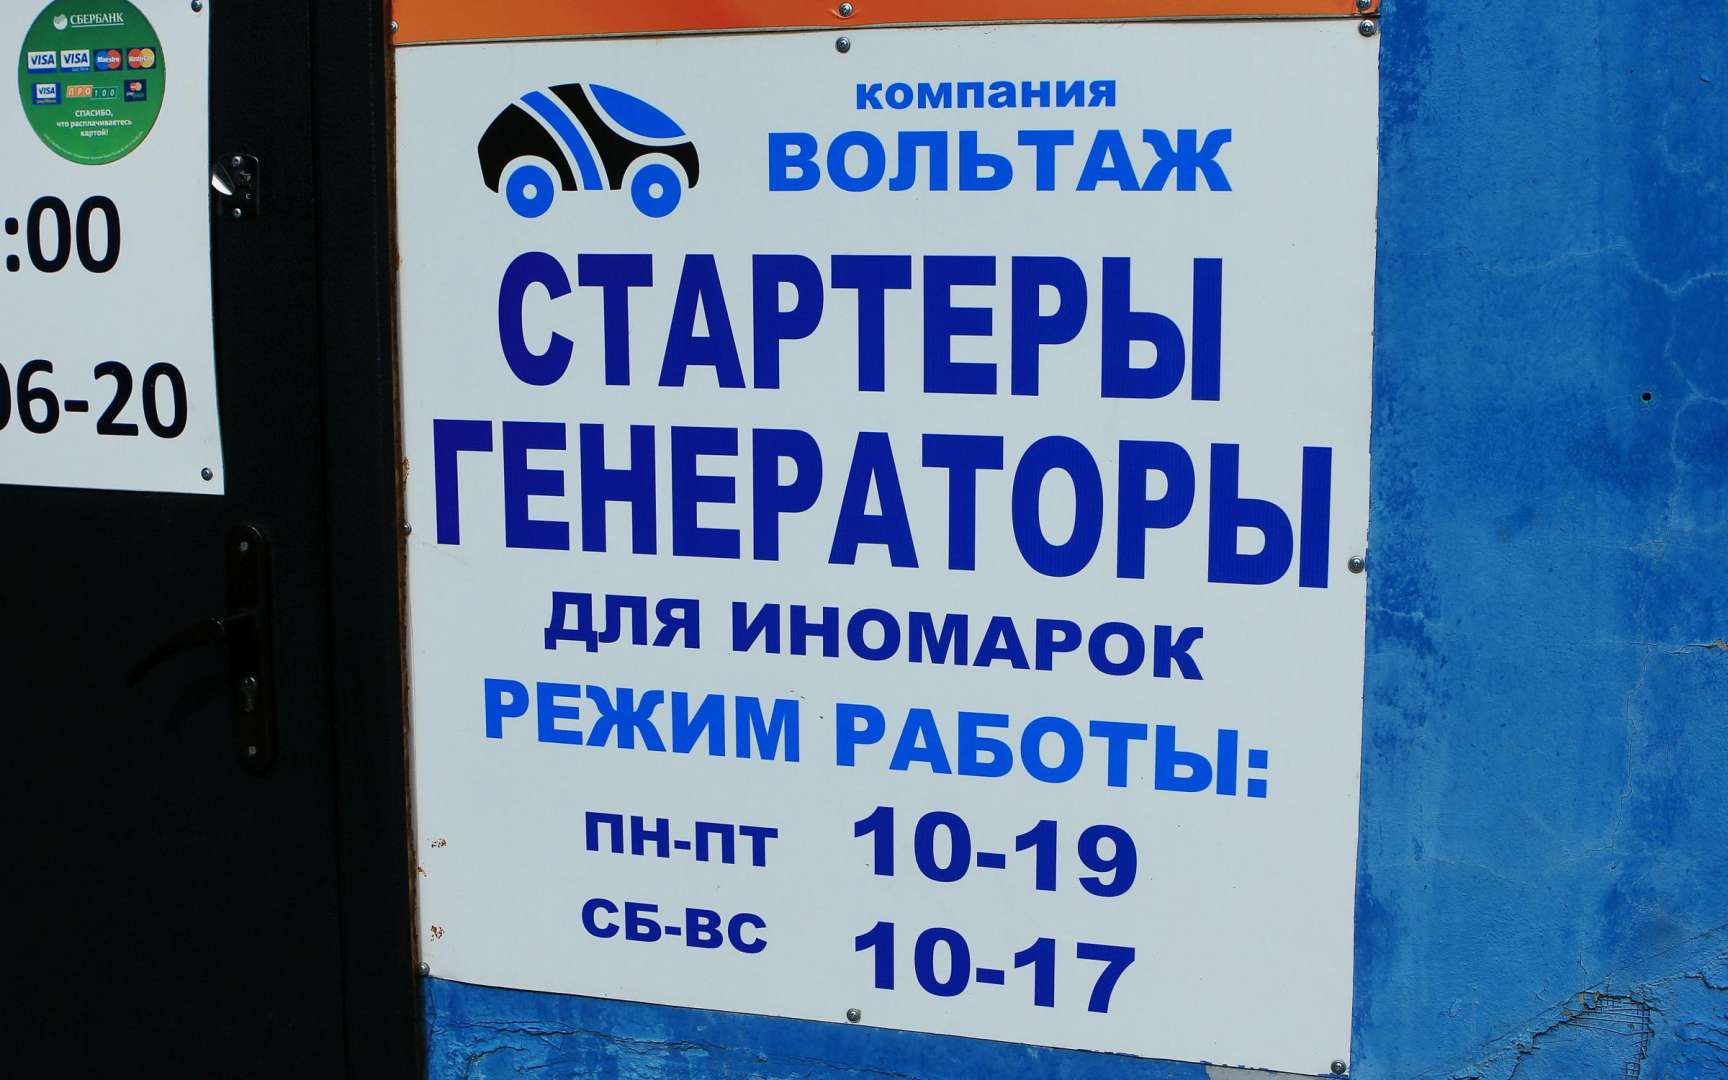 СБЕРБАНК
VISA VISA Maestro MasterCard
VISA ПРО100
СПАСИБО,
что расплачиваетесь
картой!
:00
06-20
компания
ВОЛЬТАЖ
СТАРТЕРЫ
ГЕНЕРАТОРЫ
ДЛЯ ИНОМАРОК
РЕЖИМ РАБОТЫ:
ПН-ПТ 10-19
СБ-ВС 10-17